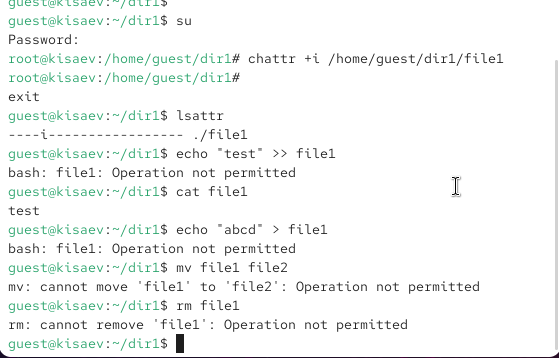 guest@kisaev:~/dir1$
guest@kisaev:~/dir1$ su
Password:
root@kisaev:/home/guest/dir1# chattr +i /home/guest/dir1/file1
root@kisaev:/home/guest/dir1#
exit
guest@kisaev:~/dir1$ lsattr
----i----------------- ./file1
guest@kisaev:~/dir1$ echo "test" >> file1
bash: file1: Operation not permitted
guest@kisaev:~/dir1$ cat file1
test
guest@kisaev:~/dir1$ echo "abcd" > file1
bash: file1: Operation not permitted
guest@kisaev:~/dir1$ mv file1 file2
mv: cannot move 'file1' to 'file2': Operation not permitted
guest@kisaev:~/dir1$ rm file1
rm: cannot remove 'file1': Operation not permitted
guest@kisaev:~/dir1$